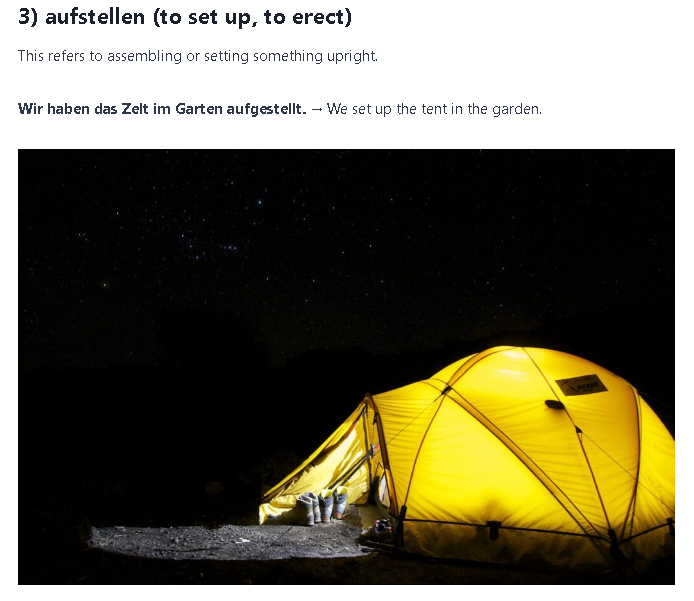 3) aufstellen (to set up, to erect)
This refers to assembling or setting something upright.
Wir haben das Zelt im Garten aufgestellt. → We set up the tent in the garden.